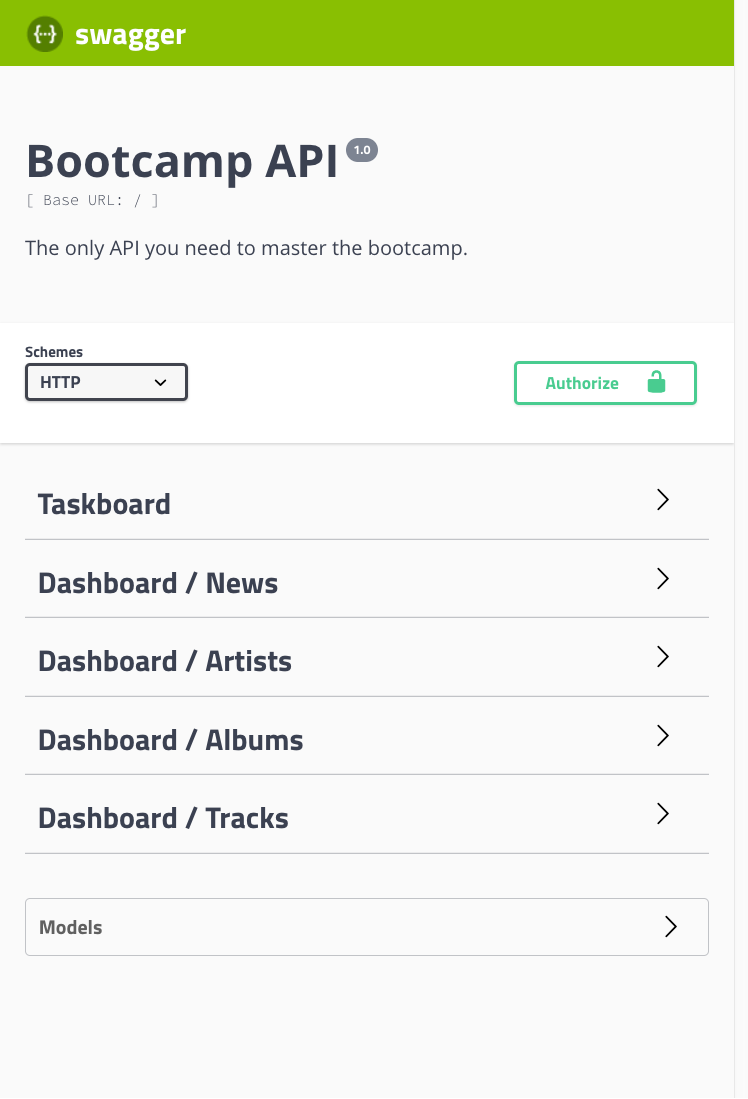 {···} swagger
Bootcamp API 1.0
[ Base URL: / ]
The only API you need to master the bootcamp.
Schemes
HTTP
Authorize
Taskboard
Dashboard / News
Dashboard / Artists
Dashboard / Albums
Dashboard / Tracks
Models